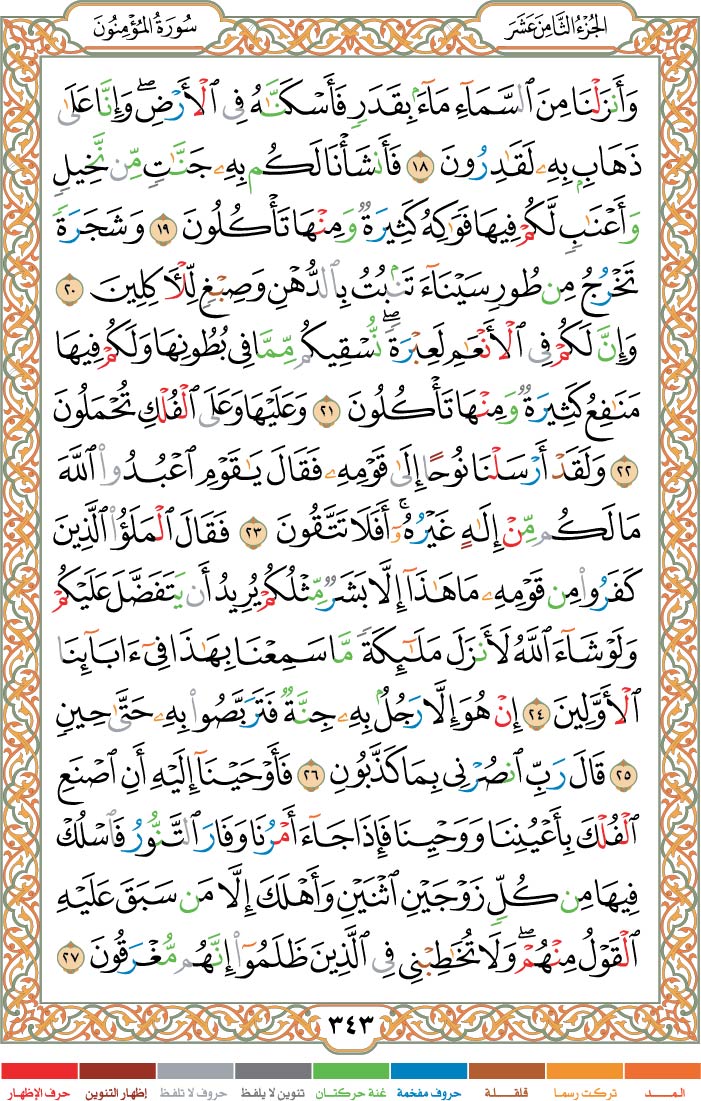 الجُزْءُ الثَّامِنَ عَشَرَ
سُورَةُ المُؤْمِنُونَ
وَأَنزَلْنَا مِنَ ٱلسَّمَآءِ مَآءًۢ بِقَدَرٍ فَأَسْكَنَّٰهُ فِى ٱلْأَرْضِ ۖ وَإِنَّا عَلَىٰ
ذَهَابٍۭ بِهِۦ لَقَٰدِرُونَ ١٨ فَأَنشَأْنَا لَكُم بِهِۦ جَنَّٰتٍ مِّن نَّخِيلٍ
وَأَعْنَٰبٍ لَّكُمْ فِيهَا فَوَٰكِهُ كَثِيرَةٌ وَمِنْهَا تَأْكُلُونَ ١٩ وَشَجَرَةً
تَخْرُجُ مِن طُورِ سَيْنَآءَ تَنۢبُتُ بِٱلدُّهْنِ وَصِبْغٍ لِّلْءَاكِلِينَ ٢٠
وَإِنَّ لَكُمْ فِى ٱلْأَنْعَٰمِ لَعِبْرَةً ۖ نُّسْقِيكُم مِّمَّا فِى بُطُونِهَا وَلَكُمْ فِيهَا
مَنَٰفِعُ كَثِيرَةٌ وَمِنْهَا تَأْكُلُونَ ٢١ وَعَلَيْهَا وَعَلَى ٱلْفُلْكِ تُحْمَلُونَ
٢٢ وَلَقَدْ أَرْسَلْنَا نُوحًا إِلَىٰ قَوْمِهِۦ فَقَالَ يَٰقَوْمِ ٱعْبُدُوا۟ ٱللَّهَ
مَا لَكُم مِّنْ إِلَٰهٍ غَيْرُهُۥٓ ۖ أَفَلَا تَتَّقُونَ ٢٣ فَقَالَ ٱلْمَلَؤُا۟ ٱلَّذِينَ
كَفَرُوا۟ مِن قَوْمِهِۦ مَا هَٰذَآ إِلَّا بَشَرٌ مِّثْلُكُمْ يُرِيدُ أَن يَتَفَضَّلَ عَلَيْكُمْ
وَلَوْ شَآءَ ٱللَّهُ لَأَنزَلَ مَلَٰٓئِكَةً مَّا سَمِعْنَا بِهَٰذَا فِىٓ ءَابَآئِنَا
ٱلْأَوَّلِينَ ٢٤ إِنْ هُوَ إِلَّا رَجُلٌۢ بِهِۦ جِنَّةٌ فَتَرَبَّصُوا۟ بِهِۦ حَتَّىٰ حِينٍ
٢٥ قَالَ رَبِّ ٱنصُرْنِى بِمَا كَذَّبُونِ ٢٦ فَأَوْحَيْنَآ إِلَيْهِ أَنِ ٱصْنَعِ
ٱلْفُلْكَ بِأَعْيُنِنَا وَوَحْيِنَا فَإِذَا جَآءَ أَمْرُنَا وَفَارَ ٱلتَّنُّورُ فَٱسْلُكْ
فِيهَا مِن كُلٍّ زَوْجَيْنِ ٱثْنَيْنِ وَأَهْلَكَ إِلَّا مَن سَبَقَ عَلَيْهِ
ٱلْقَوْلُ مِنْهُمْ ۖ وَلَا تُخَٰطِبْنِى فِى ٱلَّذِينَ ظَلَمُوٓا۟ إِنَّهُم مُّغْرَقُونَ ٢٧
٣٤٣
المـــد تركت رسما قلقـلـة حروف مفخمة غنة حركتان تنوين لا يلفظ حروف لا تلفظ إظهار التنوين حرف الإظهار